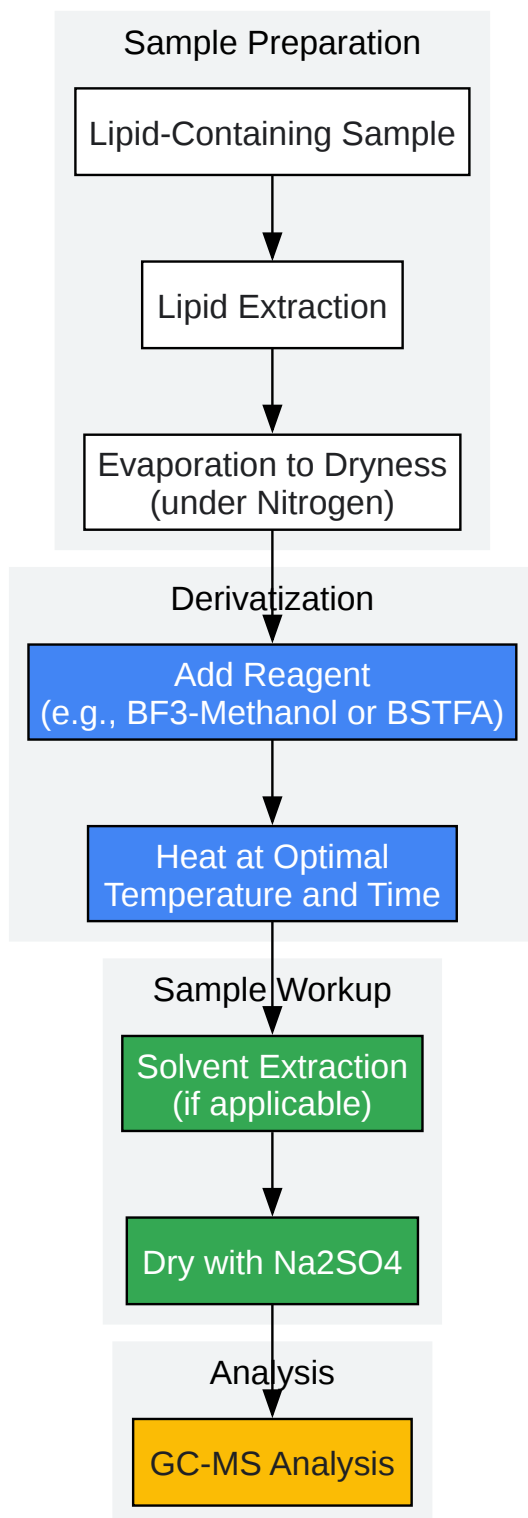 Sample Preparation
Lipid-Containing Sample
Lipid Extraction
Evaporation to Dryness
(under Nitrogen)
Derivatization
Add Reagent
(e.g., BF3-Methanol or BSTFA)
Heat at Optimal
Temperature and Time
Sample Workup
Solvent Extraction
(if applicable)
Dry with Na2SO4
Analysis
GC-MS Analysis